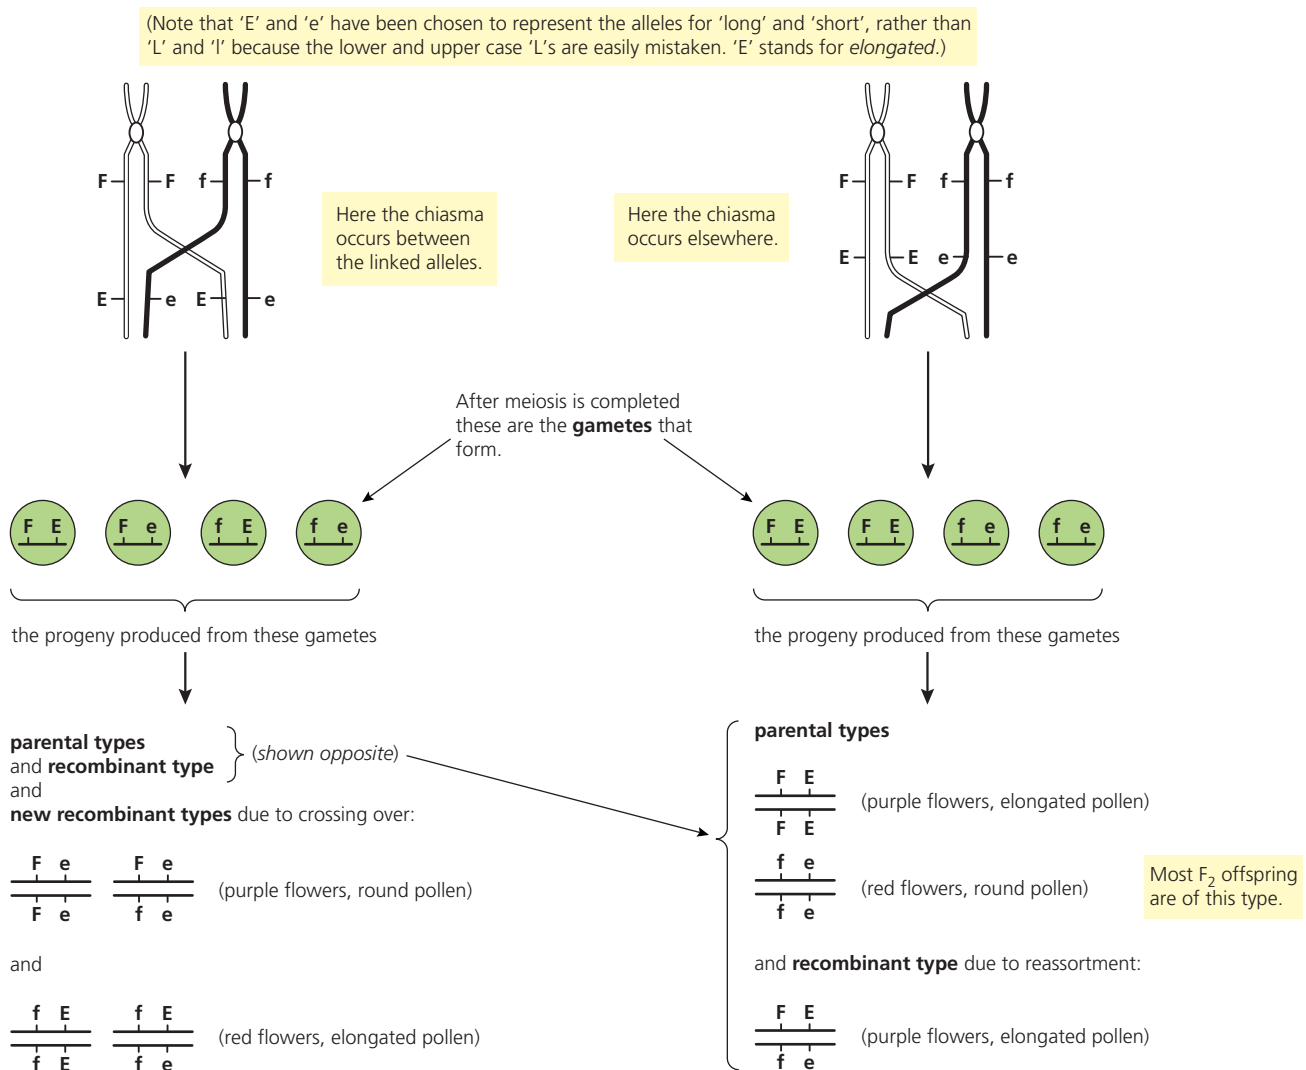 (Note that ‘E’ and ‘e’ have been chosen to represent the alleles for ‘long’ and ‘short’, rather than
‘L’ and ‘l’ because the lower and upper case ‘L’s are easily mistaken. ‘E’ stands for elongated.)
F F f f
E e E e
Here the chiasma
occurs between
the linked alleles.
Here the chiasma
occurs elsewhere.
F F f f
E E e e
After meiosis is completed
these are the gametes that
form.
F E F e f E f e
F E F E f e f e
the progeny produced from these gametes
the progeny produced from these gametes
parental types
and recombinant type
(shown opposite)
and
new recombinant types due to crossing over:
F e F e
(purple flowers, round pollen)
F e f e
and
f E f E
(red flowers, elongated pollen)
f E f e
parental types
F E
(purple flowers, elongated pollen)
F E
f e
(red flowers, round pollen)
f e
Most F₂ offspring
are of this type.
and recombinant type due to reassortment:
F E
(purple flowers, elongated pollen)
f e